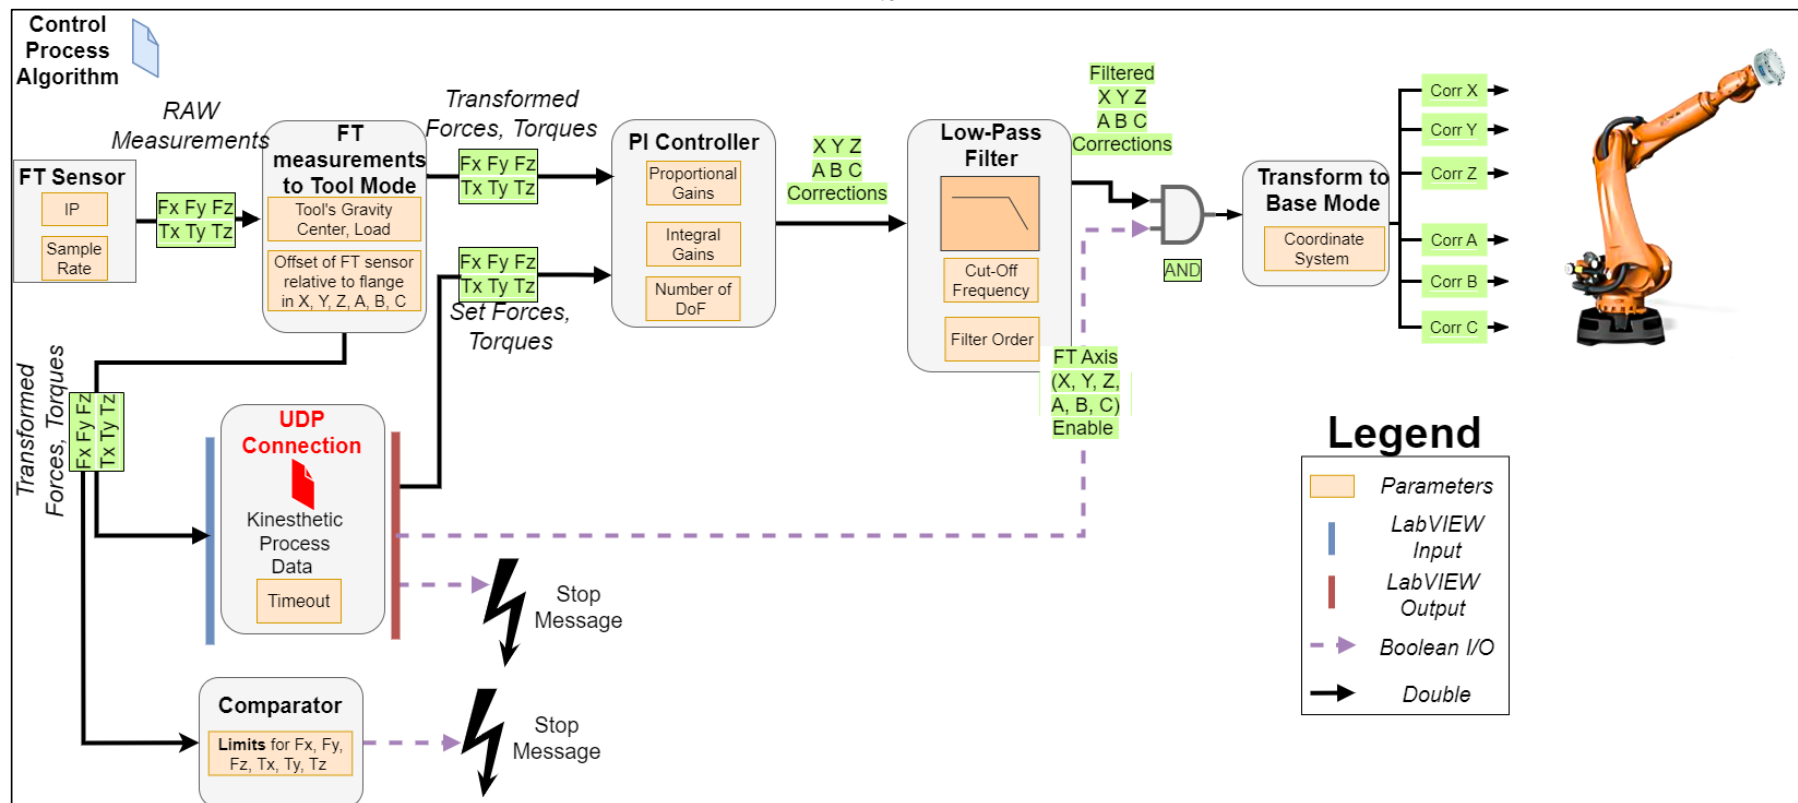 Control
Process
Algorithm
RAW
Measurements
FT Sensor
IP
Sample
Rate
Fx Fy Fz
Tx Ty Tz
FT
measurements
to Tool Mode
Tool's Gravity
Center, Load
Offset of FT sensor
relative to flange
in X, Y, Z, A, B, C
Transformed
Forces, Torques
Fx Fy Fz
Tx Ty Tz
Fx Fy Fz
Tx Ty Tz
Set Forces,
Torques
PI Controller
Proportional
Gains
Integral
Gains
Number of
DoF
X Y Z
A B C
Corrections
Low-Pass
Filter
Cut-Off
Frequency
Filter Order
Filtered
X Y Z
A B C
Corrections
AND
FT Axis
(X, Y, Z,
A, B, C)
Enable
Transform to
Base Mode
Coordinate
System
Corr X
Corr Y
Corr Z
Corr A
Corr B
Corr C
Transformed
Forces, Torques
Fx Fy Fz
Tx Ty Tz
UDP
Connection
Kinesthetic
Process
Data
Timeout
Stop
Message
Comparator
Limits for Fx, Fy,
Fz, Tx, Ty, Tz
Stop
Message
Legend
Parameters
LabVIEW
Input
LabVIEW
Output
Boolean I/O
Double